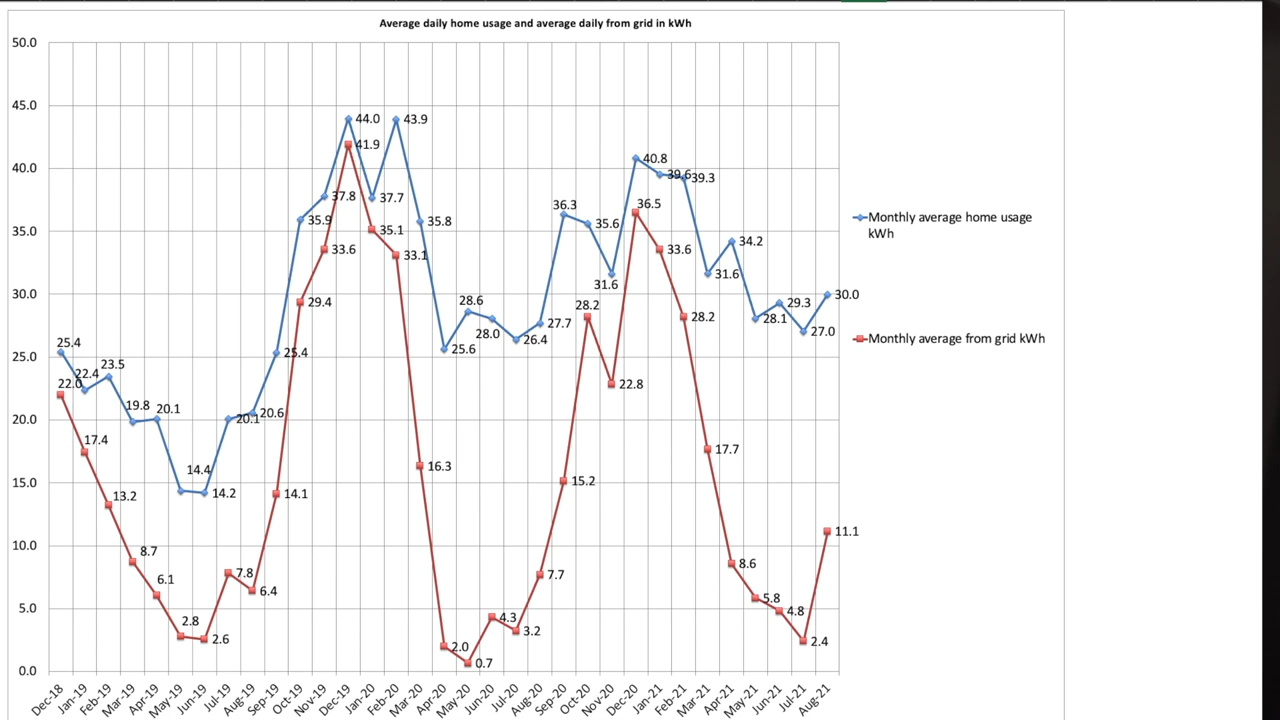 Average daily home usage and average daily from grid in kWh
50.0
45.0
40.0
35.0
30.0
25.0
20.0
15.0
10.0
5.0
0.0
25.4
22.4
23.5
19.8
20.1
14.4
14.2
20.1
20.6
25.4
35.9
37.8
44.0
37.7
43.9
35.8
25.6
28.6
28.0
26.4
27.7
36.3
35.6
31.6
40.8
39.6
39.3
31.6
34.2
28.1
29.3
27.0
30.0
22.0
17.4
13.2
8.7
6.1
2.8
2.6
7.8
6.4
14.1
29.4
33.6
41.9
35.1
33.1
16.3
2.0
0.7
4.3
3.2
7.7
15.2
28.2
22.8
36.5
33.6
28.2
17.7
8.6
5.8
4.8
2.4
11.1
Dec-18
Jan-19
Feb-19
Mar-19
Apr-19
May-19
Jun-19
Jul-19
Aug-19
Sep-19
Oct-19
Nov-19
Dec-19
Jan-20
Feb-20
Mar-20
Apr-20
May-20
Jun-20
Jul-20
Aug-20
Sep-20
Oct-20
Nov-20
Dec-20
Jan-21
Feb-21
Mar-21
Apr-21
May-21
Jun-21
Jul-21
Aug-21
Monthly average home usage
kWh
Monthly average from grid kWh